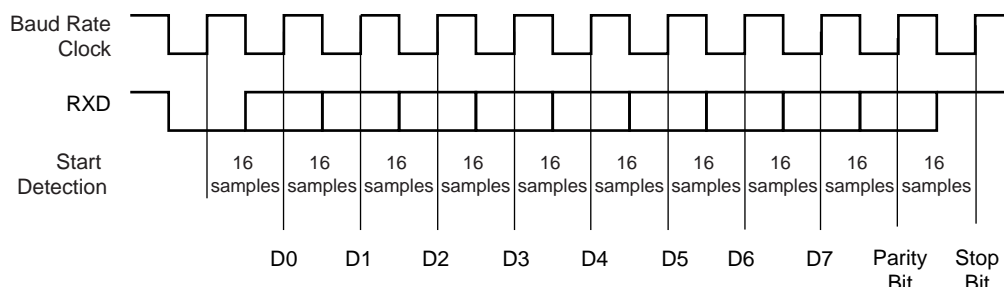 Baud Rate
Clock
RXD
Start
Detection
16 16 16 16 16 16 16 16 16 16
samples samples samples samples samples samples samples samples samples samples
D0 D1 D2 D3 D4 D5 D6 D7 Parity Stop
Bit Bit